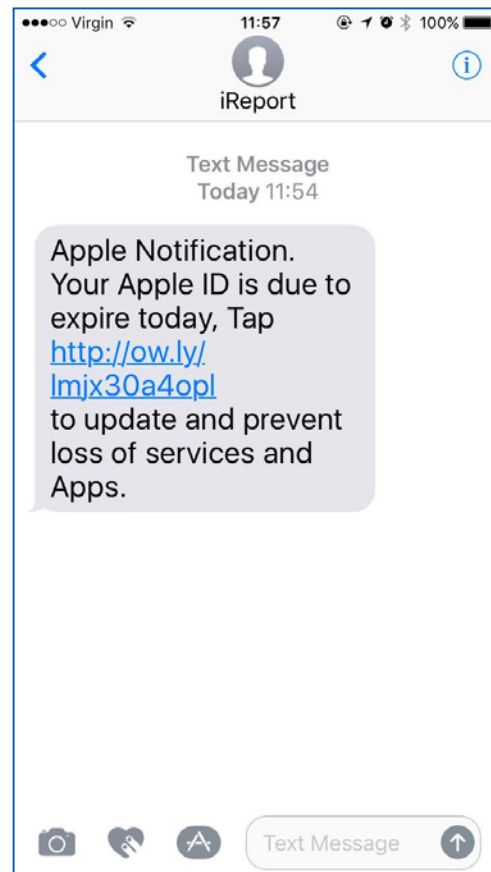 Virgin 11:57 100%
iReport
Text Message
Today 11:54
Apple Notification.
Your Apple ID is due to
expire today, Tap
http://ow.ly/
lmjx30a4opl
to update and prevent
loss of services and
Apps.
Text Message